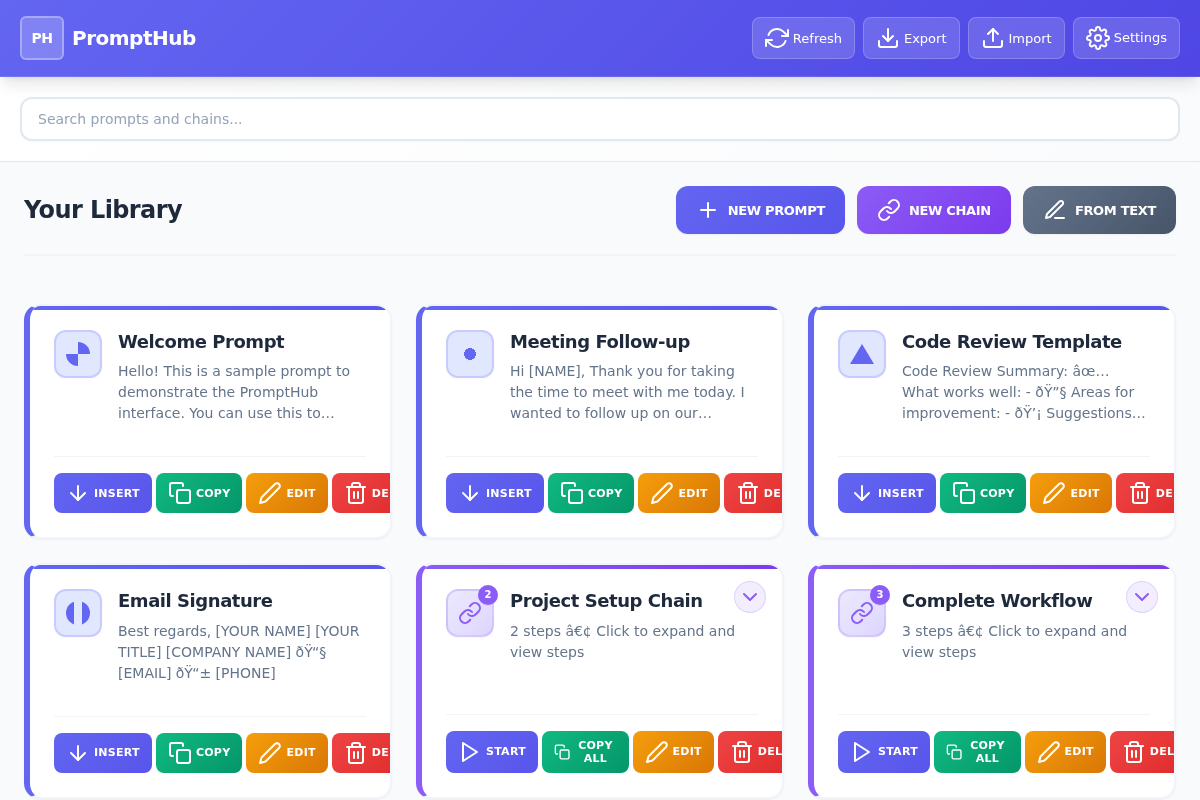 PH PromptHub
Refresh Export Import Settings
Search prompts and chains...
Your Library
NEW PROMPT NEW CHAIN FROM TEXT
Welcome Prompt
Hello! This is a sample prompt to
demonstrate the PromptHub
interface. You can use this to...
INSERT COPY EDIT DE
Meeting Follow-up
Hi [NAME], Thank you for taking
the time to meet with me today. I
wanted to follow up on our...
INSERT COPY EDIT DE
Code Review Template
Code Review Summary: âœ…
What works well: - ðŸ”§ Areas for
improvement: - ðŸ’¡ Suggestions...
INSERT COPY EDIT DE
Email Signature
Best regards, [YOUR NAME] [YOUR
TITLE] [COMPANY NAME] ðŸ“§
[EMAIL] ðŸ“± [PHONE]
INSERT COPY EDIT DE
2
Project Setup Chain
2 steps â€¢ Click to expand and
view steps
START COPY ALL EDIT DEL
3
Complete Workflow
3 steps â€¢ Click to expand and
view steps
START COPY ALL EDIT DEL